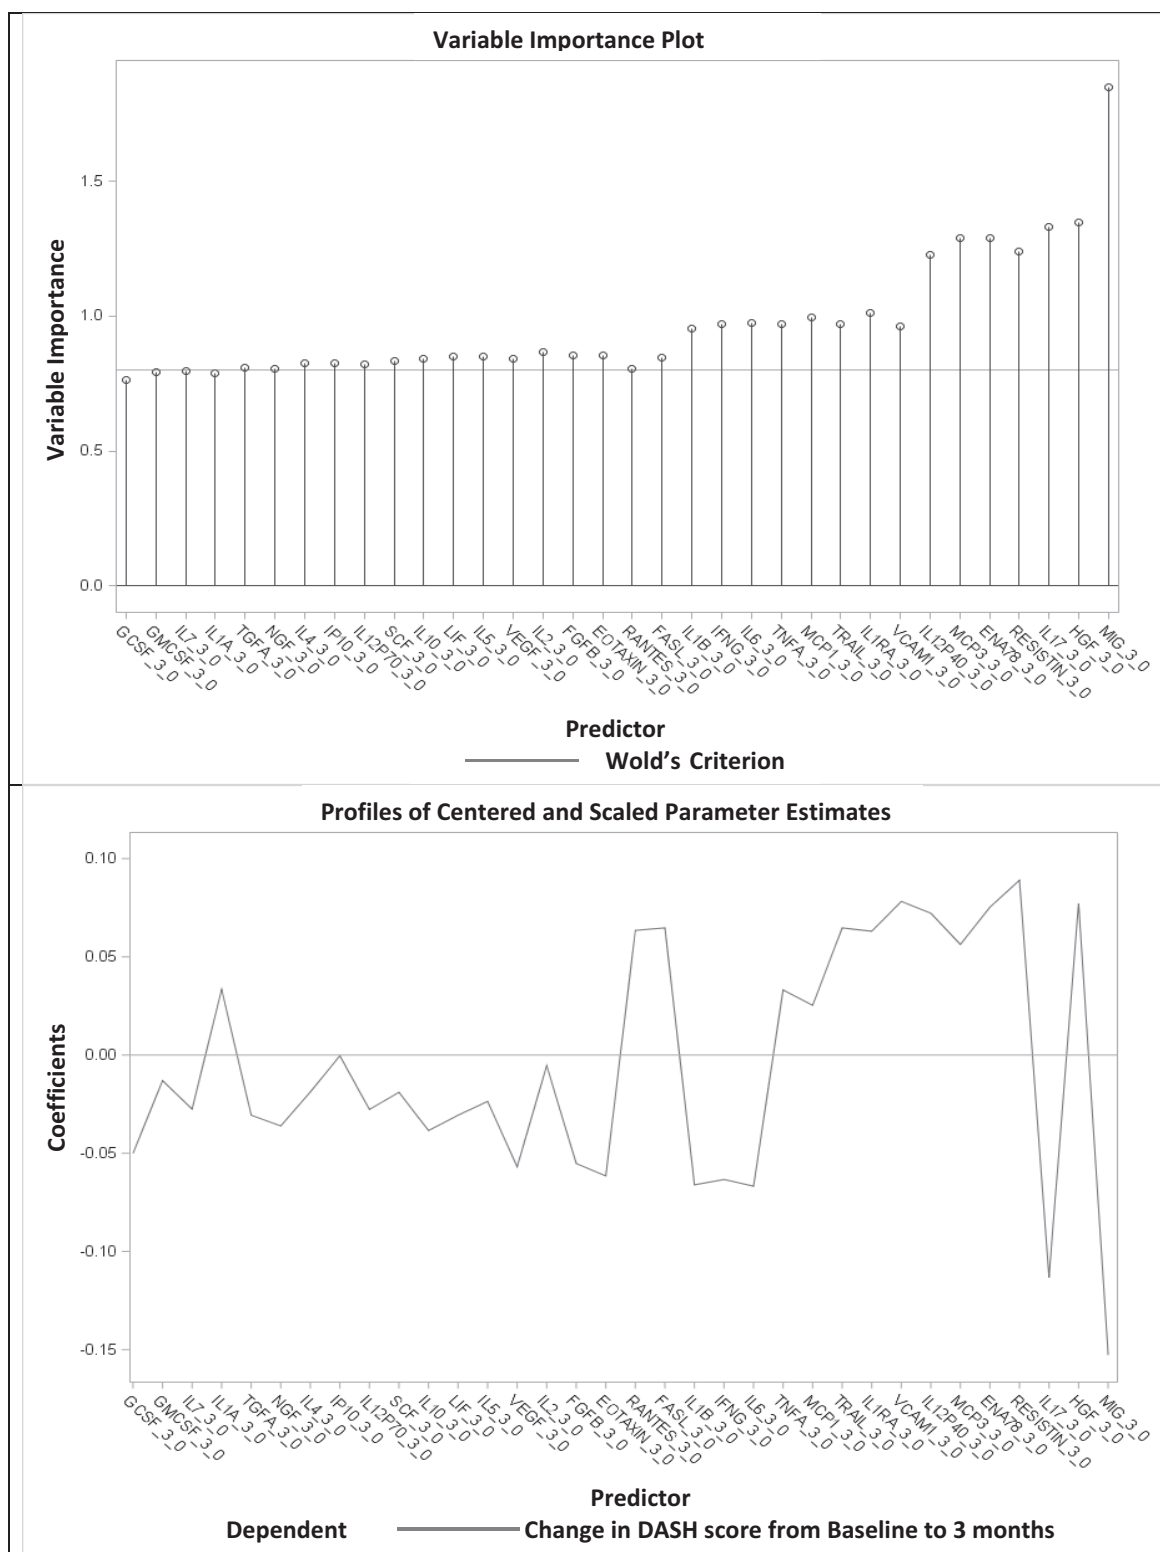 Variable Importance Plot
1.5
1.0
0.5
0.0
Variable Importance
GCSF_3_0
GMCSF_3_0
IL7_3_0
IL1A_3_0
TGFA_3_0
NGF_3_0
IL4_3_0
IP10_3_0
IL12P70_3_0
SCF_3_0
IL10_3_0
LIF_3_0
IL5_3_0
VEGF_3_0
IL2_3_0
FGFB_3_0
EOTAXIN_3_0
RANTES_3_0
FASL_3_0
IL1B_3_0
IFNG_3_0
IL6_3_0
TNFA_3_0
MCP1_3_0
TRAIL_3_0
IL1RA_3_0
VCAM1_3_0
IL12P40_3_0
MCP3_3_0
ENA78_3_0
RESISTIN_3_0
IL17_3_0
HGF_3_0
MIG_3_0
Predictor
Wold's Criterion
Profiles of Centered and Scaled Parameter Estimates
0.10
0.05
0.00
-0.05
-0.10
-0.15
Coefficients
GCSF_3_0
GMCSF_3_0
IL7_3_0
IL1A_3_0
TGFA_3_0
NGF_3_0
IL4_3_0
IP10_3_0
IL12P70_3_0
SCF_3_0
IL10_3_0
LIF_3_0
IL5_3_0
VEGF_3_0
IL2_3_0
FGFB_3_0
EOTAXIN_3_0
RANTES_3_0
FASL_3_0
IL1B_3_0
IFNG_3_0
IL6_3_0
TNFA_3_0
MCP1_3_0
TRAIL_3_0
IL1RA_3_0
VCAM1_3_0
IL12P40_3_0
MCP3_3_0
ENA78_3_0
RESISTIN_3_0
IL17_3_0
HGF_3_0
MIG_3_0
Predictor
Dependent Change in DASH score from Baseline to 3 months